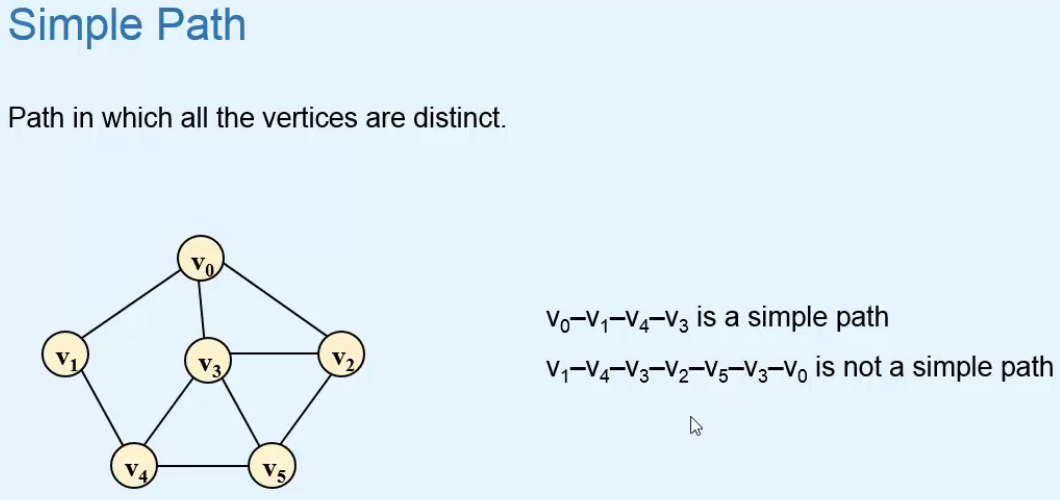 Simple Path
Path in which all the vertices are distinct.
v₀
v₁
v₃
v₂
v₄
v₅
v₀–v₁–v₄–v₃ is a simple path
v₁–v₄–v₃–v₂–v₅–v₃–v₀ is not a simple path